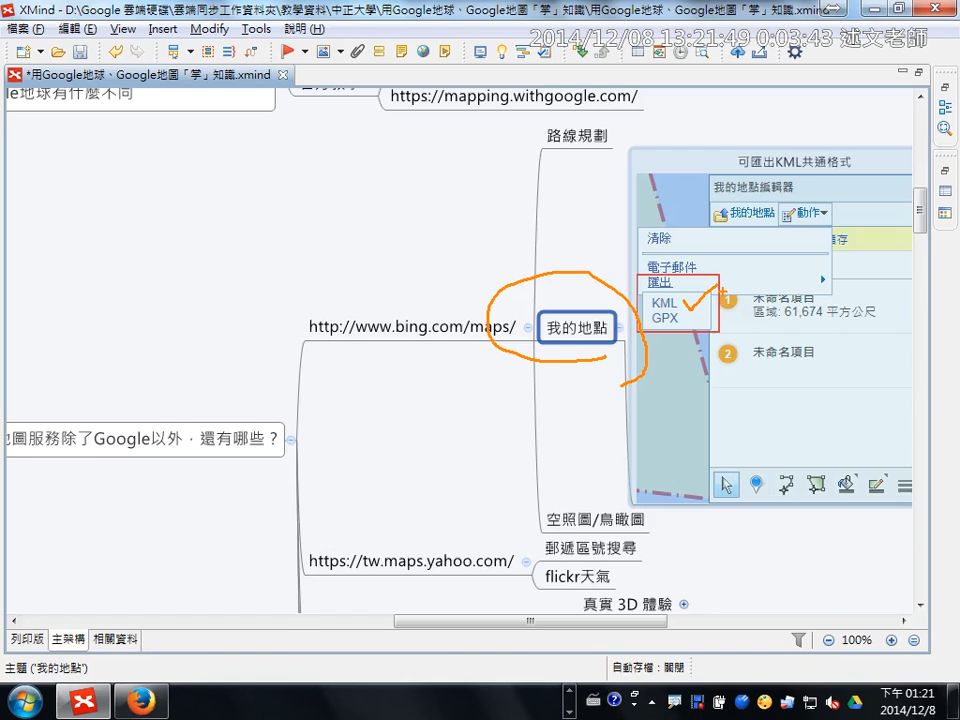 XMind - D:\Google 雲端硬碟\雲端同步工作資料夾\教學資料\中正大學\用Google地球、Google地圖「掌」知識\用Google地球、Google地圖「掌」知識.xmin
檔案 (F) 編輯 (E) View Insert Modify Tools 說明 (H)
2014/12/08 13:21:49 0:03:43 述文老師
*用Google地球、Google地圖「掌」知識.xmind
le地球有什麼不同
https://mapping.withgoogle.com/
路線規劃
可匯出KML共通格式
我的地點編輯器
我的地點 動作
清除
存
電子郵件
匯出
KML
GPX
1 未命名項目
區域: 61,674 平方公尺
2 未命名項目
http://www.bing.com/maps/
我的地點
地圖服務除了Google以外，還有哪些？
空照圖/鳥瞰圖
https://tw.maps.yahoo.com/
郵遞區號搜尋
flickr天氣
真實 3D 體驗
列印版 主架構 相關資料
100%
主題 ('我的地點')
自動存檔：關閉
下午 01:21
2014/12/8